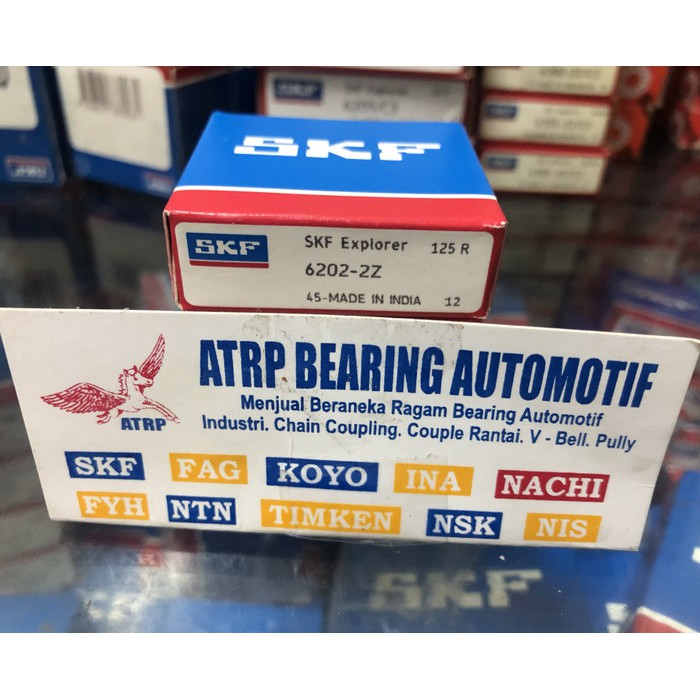 SKF
SKF
SKF SKF Explorer 125 R
6202-2Z
45-MADE IN INDIA 12
ATRP BEARING AUTOMOTIF
Menjual Beraneka Ragam Bearing Automotif
Industri. Chain Coupling. Couple Rantai. V - Bell. Pully
ATRP
SKF FAG KOYO INA NACHI
FYH NTN TIMKEN NSK NIS
SKF